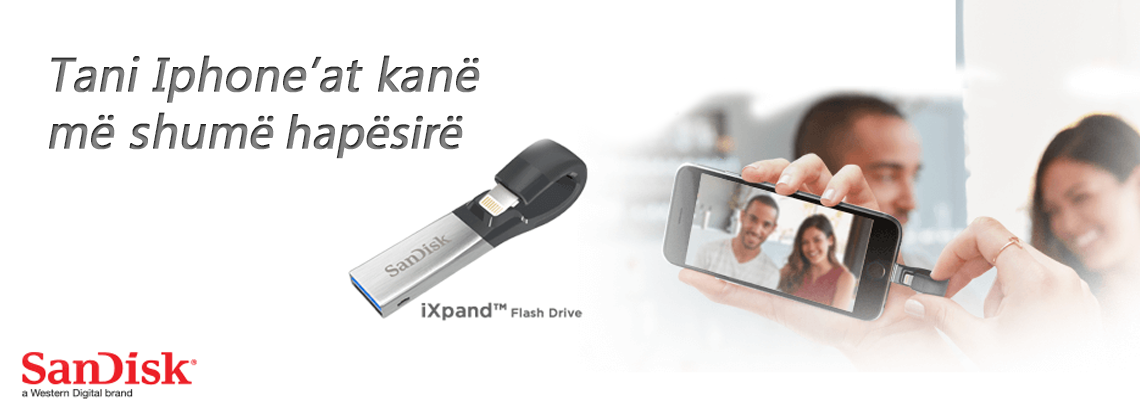 Tani Iphone’at kanë
më shumë hapësirë
SanDisk
iXpand™ Flash Drive
SanDisk®
a Western Digital brand